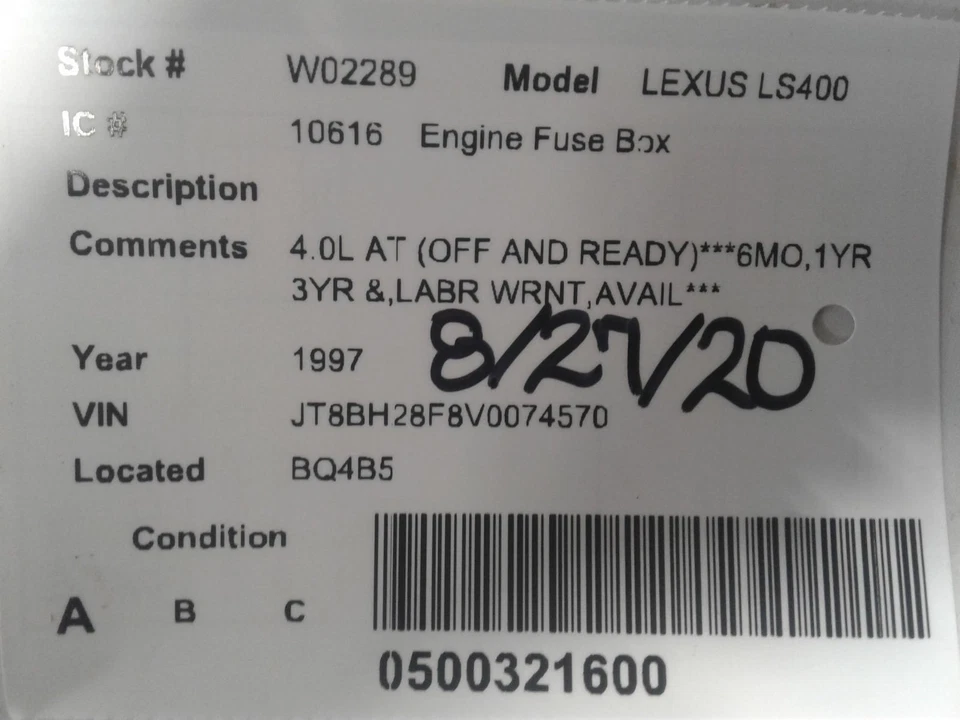 Stock # W02289 Model LEXUS LS400
IC # 10616 Engine Fuse Box
Description
Comments 4.0L AT (OFF AND READY)***6MO,1YR
3YR &,LABR WRNT,AVAIL***
8/27/20
Year 1997
VIN JT8BH28F8V0074570
Located BQ4B5
Condition
A B C
0500321600